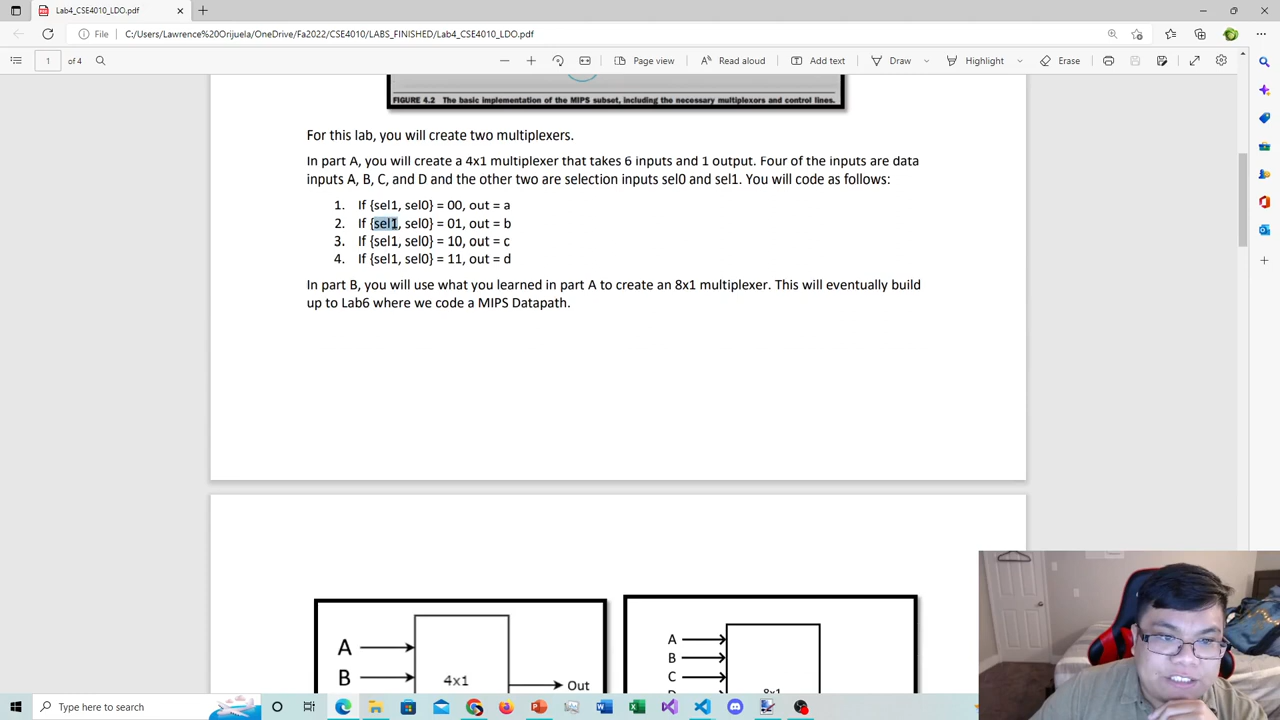 Lab4_CSE4010_LDO.pdf
File
C:/Users/Lawrence%20Orijuela/OneDrive/Fa2022/CSE4010/LABS_FINISHED/Lab4_CSE4010_LDO.pdf
1 of 4
Page view
Read aloud
Add text
Draw
Highlight
Erase
FIGURE 4.2 The basic implementation of the MIPS subset, including the necessary multiplexors and control lines.
For this lab, you will create two multiplexers.
In part A, you will create a 4x1 multiplexer that takes 6 inputs and 1 output. Four of the inputs are data
inputs A, B, C, and D and the other two are selection inputs sel0 and sel1. You will code as follows:
1. If {sel1, sel0} = 00, out = a
2. If {sel1, sel0} = 01, out = b
3. If {sel1, sel0} = 10, out = c
4. If {sel1, sel0} = 11, out = d
In part B, you will use what you learned in part A to create an 8x1 multiplexer. This will eventually build
up to Lab6 where we code a MIPS Datapath.
A
B
4x1
Out
A
B
C
Type here to search